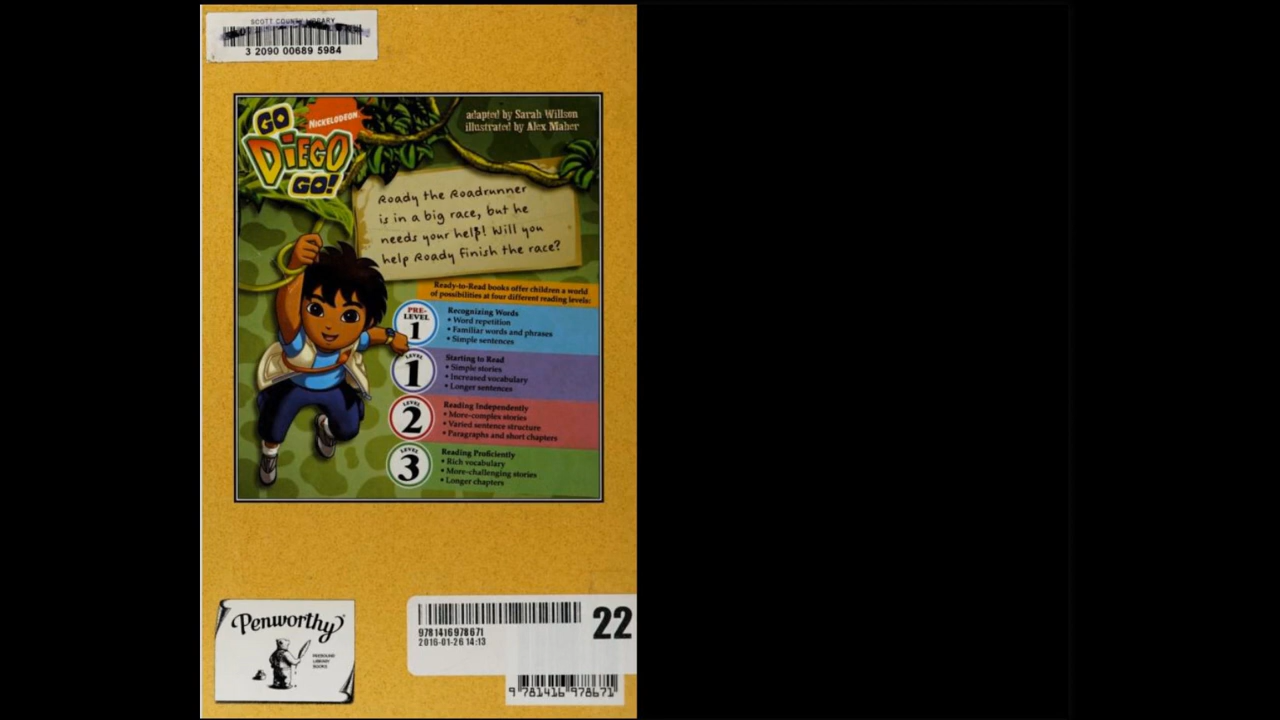 SCOTT COUNTY LIBRARY
3 2090 00689 5984
GO
DIEGO
GO!
NICKELODEON
adapted by Sarah Willson
illustrated by Alex Maher
Roady the Roadrunner
is in a big race, but he
needs your help! Will you
help Roady finish the race?
Ready-to-Read books offer children a world
of possibilities at four different reading levels:
PRE-
LEVEL
1
Recognizing Words
• Word repetition
• Familiar words and phrases
• Simple sentences
LEVEL
1
Starting to Read
• Simple stories
• Increased vocabulary
• Longer sentences
LEVEL
2
Reading Independently
• More-complex stories
• Varied sentence structure
• Paragraphs and short chapters
LEVEL
3
Reading Proficiently
• Rich vocabulary
• More-challenging stories
• Longer chapters
Penworthy
PREBOUND
LIBRARY
BOOKS
9781416978671
2016-01-26 14:13
22
9 781416 978671